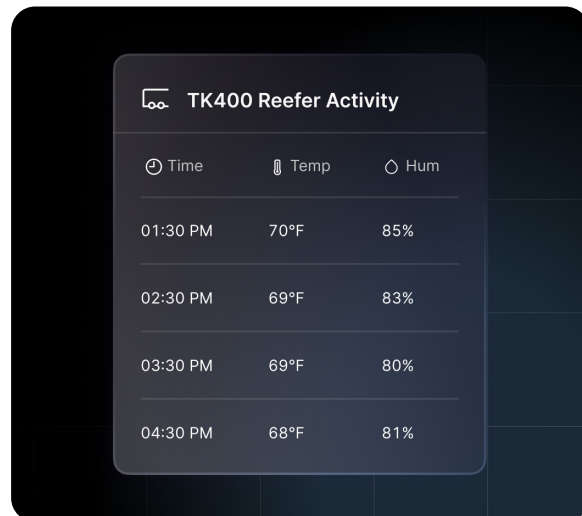 TK400 Reefer Activity
Time Temp Hum
01:30 PM 70°F 85%
02:30 PM 69°F 83%
03:30 PM 69°F 80%
04:30 PM 68°F 81%